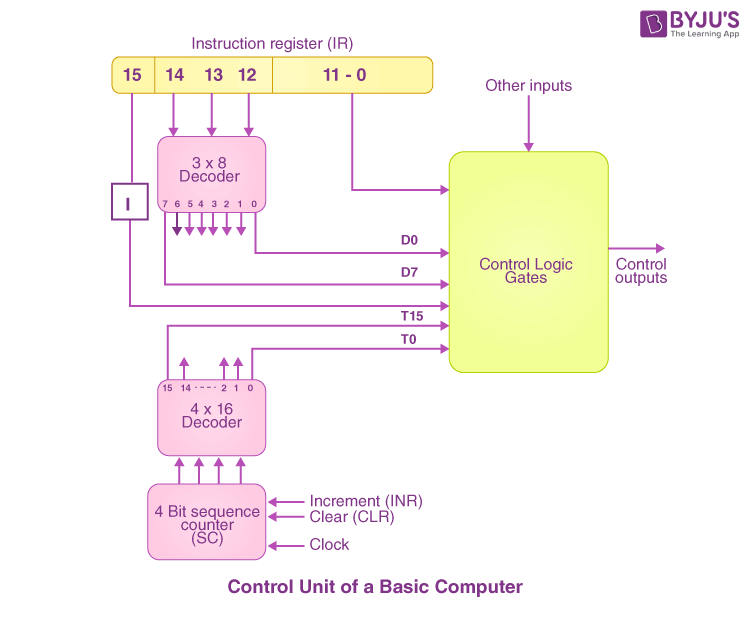 BYJU'S
The Learning App
Instruction register (IR)
15 14 13 12 11 - 0
Other inputs
3 x 8
Decoder
I
7 6 5 4 3 2 1 0
D0
Control Logic
Gates
Control
outputs
D7
T15
T0
15 14 ---- 2 1 0
4 x 16
Decoder
4 Bit sequence
counter
(SC)
Increment (INR)
Clear (CLR)
Clock
Control Unit of a Basic Computer